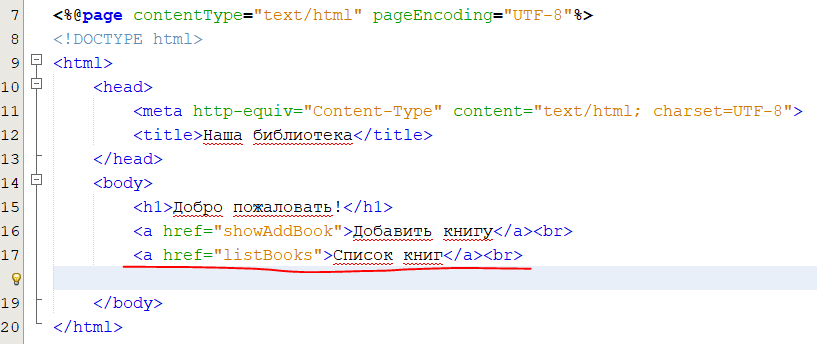 7 <%@page contentType="text/html" pageEncoding="UTF-8"%>
8 <!DOCTYPE html>
9 <html>
10 <head>
11 <meta http-equiv="Content-Type" content="text/html; charset=UTF-8">
12 <title>Наша библиотека</title>
13 </head>
14 <body>
15 <h1>Добро пожаловать!</h1>
16 <a href="showAddBook">Добавить книгу</a><br>
17 <a href="listBooks">Список книг</a><br>
19 </body>
20 </html>